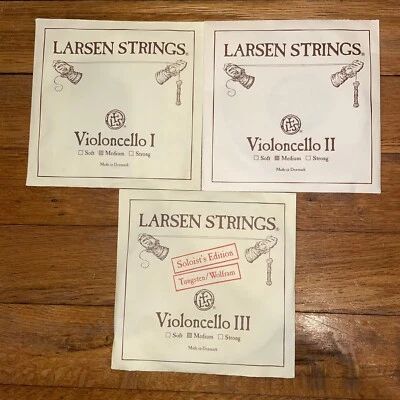 LARSEN STRINGS®
Violoncello I
☐ Soft ■ Medium ☐ Strong
Made in Denmark
LARSEN STRINGS®
Violoncello II
☐ Soft ■ Medium ☐ Strong
Made in Denmark
LARSEN STRINGS®
Soloist's Edition
Tungsten/Wolfram
Violoncello III
☐ Soft ■ Medium ☐ Strong
Made in Denmark